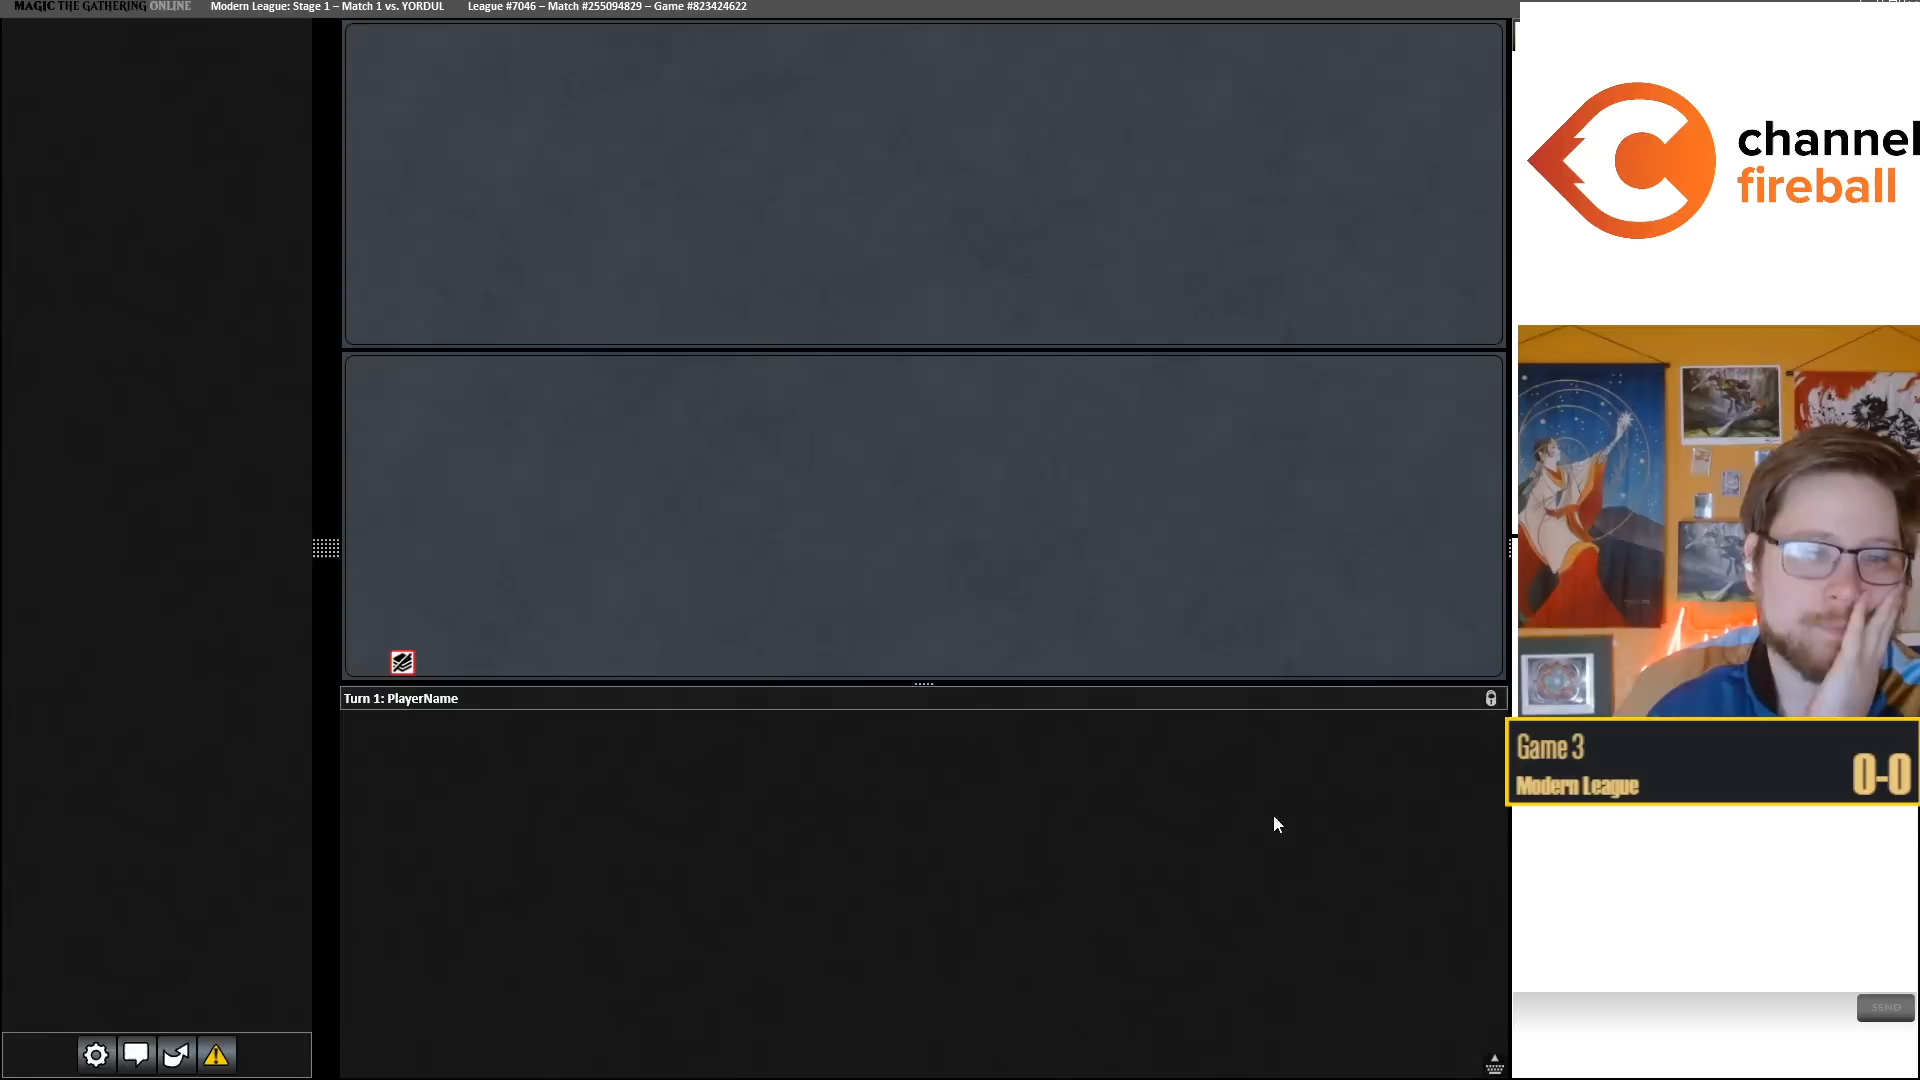 MAGIC THE GATHERING ONLINE
Modern League: Stage 1 – Match 1 vs. YORDUL
League #7046 – Match #255094829 – Game #823424622
channel
fireball
Turn 1: PlayerName
Game 3
Modern League
0-0
SEND